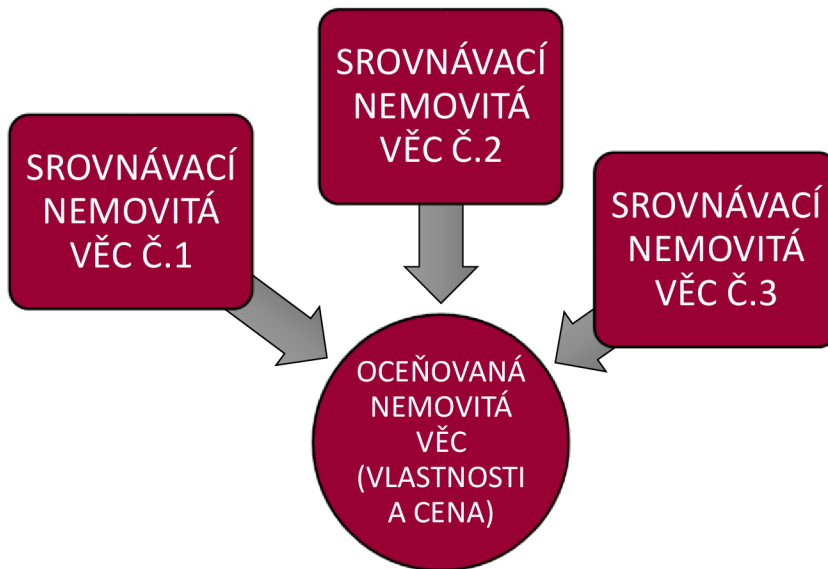 SROVNÁVACÍ
NEMOVITÁ
VĚC Č.1
SROVNÁVACÍ
NEMOVITÁ
VĚC Č.2
SROVNÁVACÍ
NEMOVITÁ
VĚC Č.3
OCEŇOVANÁ
NEMOVITÁ
VĚC
(VLASTNOSTI
A CENA)